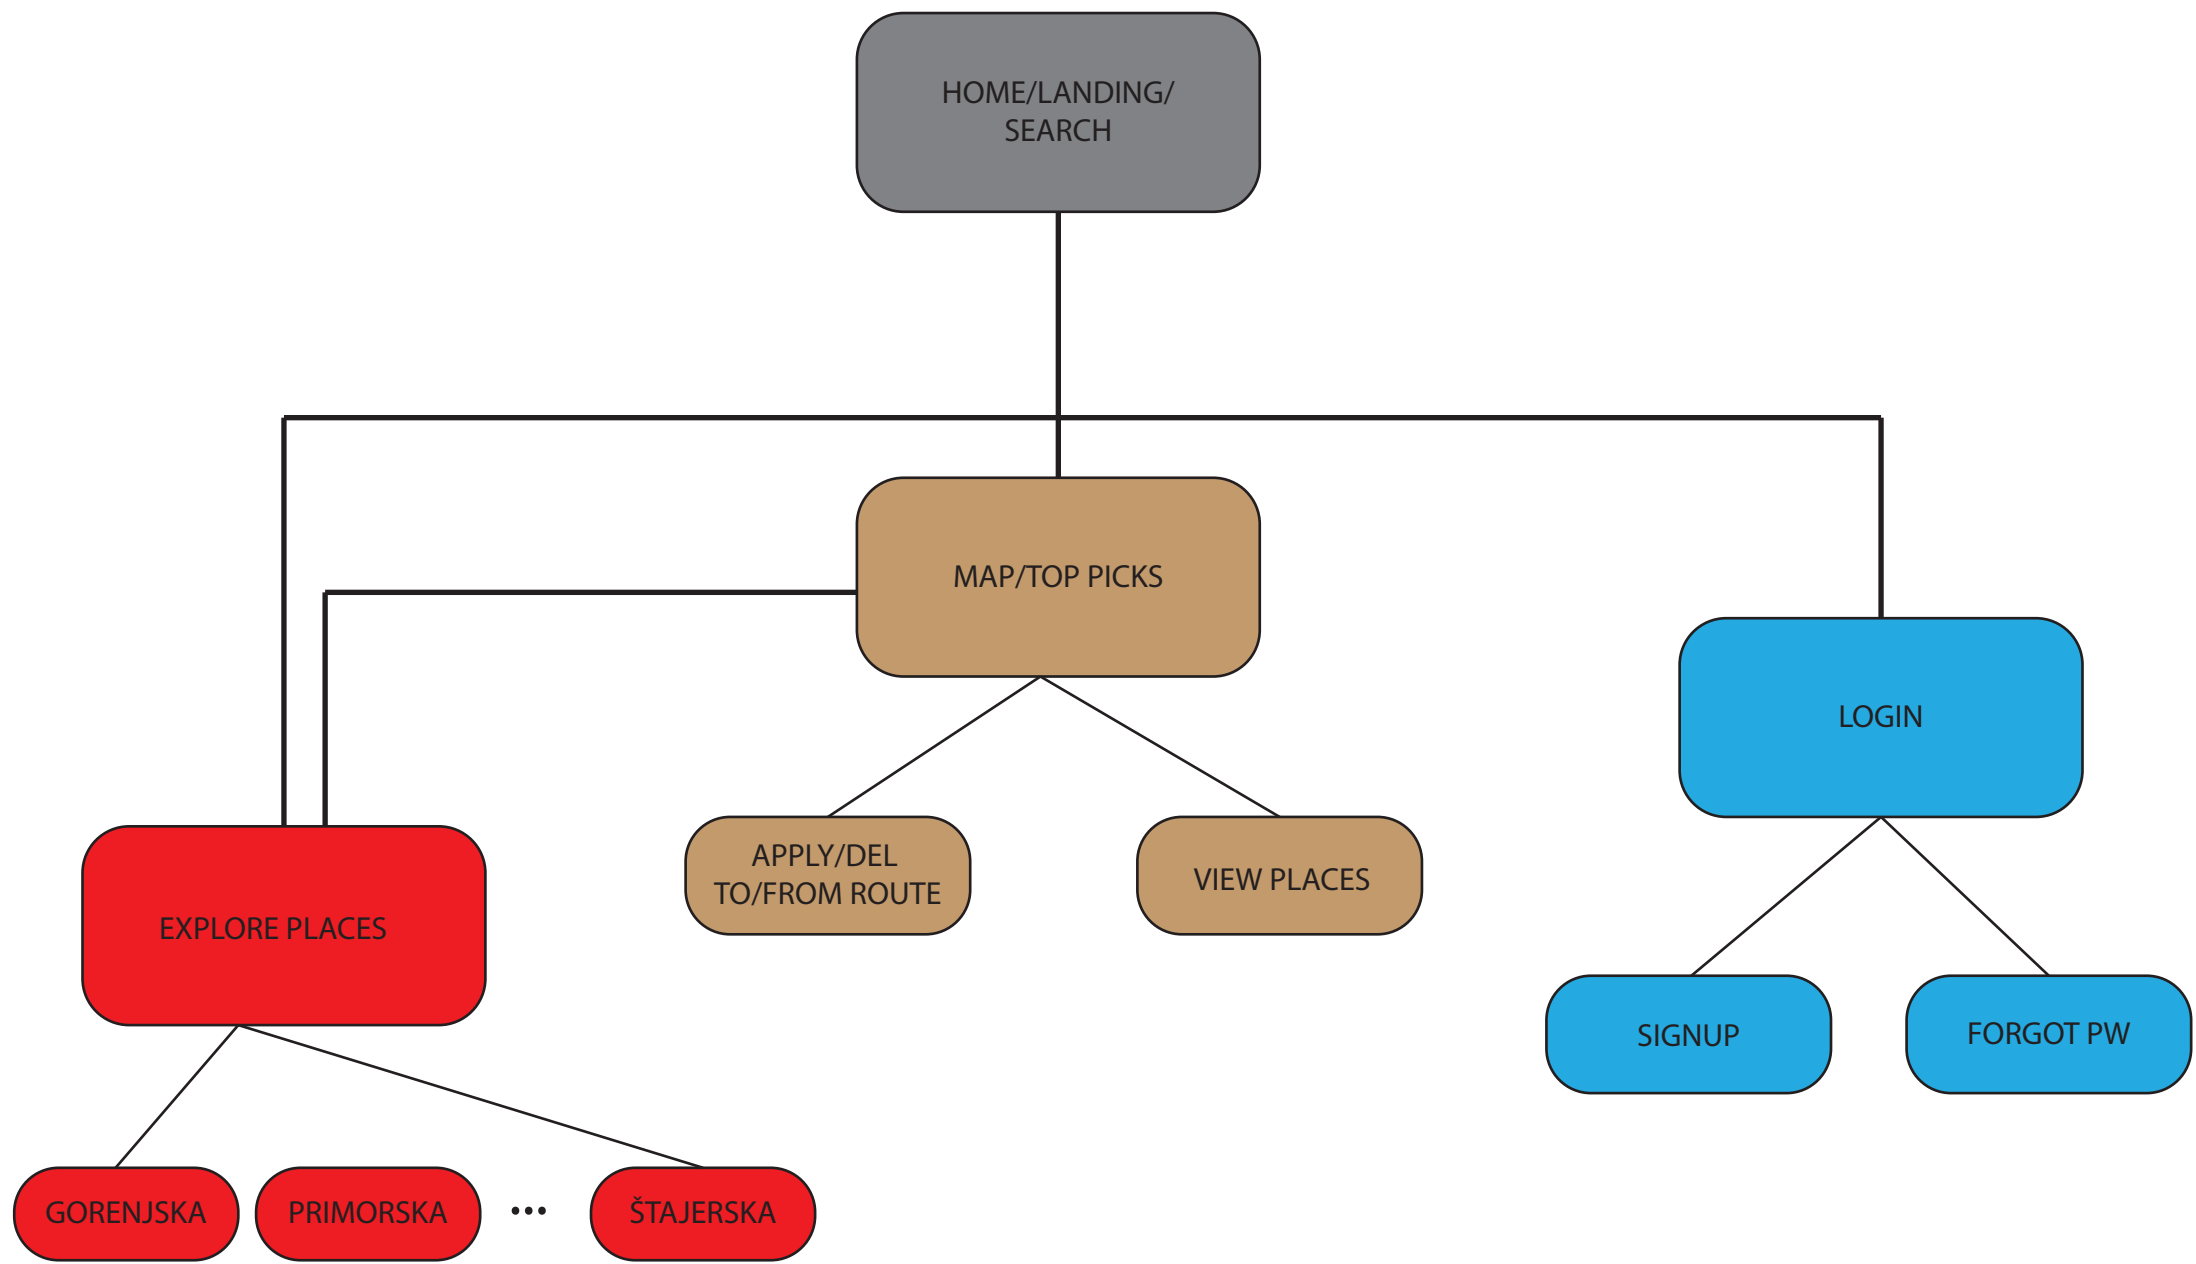 HOME/LANDING/
SEARCH
MAP/TOP PICKS
LOGIN
APPLY/DEL
TO/FROM ROUTE
VIEW PLACES
EXPLORE PLACES
SIGNUP
FORGOT PW
GORENJSKA
PRIMORSKA
...
ŠTAJERSKA